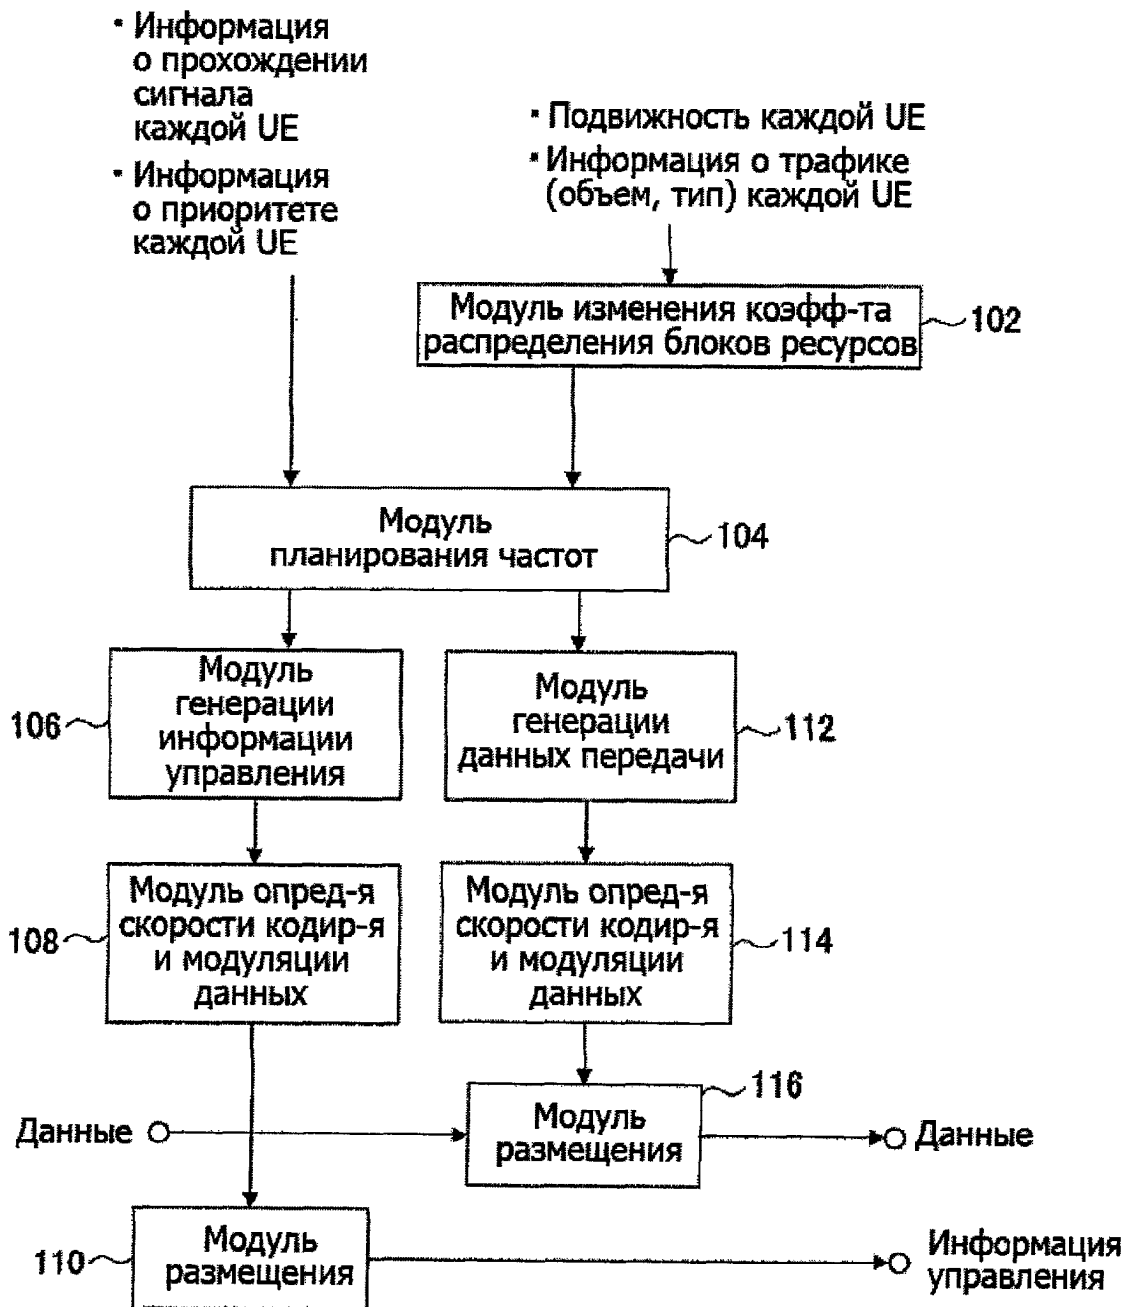 · Информация
о прохождении
сигнала
каждой UE
· Информация
о приоритете
каждой UE
· Подвижность каждой UE
· Информация о трафике
(объем, тип) каждой UE
Модуль изменения коэфф-та
распределения блоков ресурсов
102
Модуль
планирования частот
104
Модуль
генерации
информации
управления
106
Модуль
генерации
данных передачи
112
Модуль опред-я
скорости кодир-я
и модуляции
данных
108
Модуль опред-я
скорости кодир-я
и модуляции
данных
114
116
Данные
Модуль
размещения
Данные
110
Модуль
размещения
Информация
управления